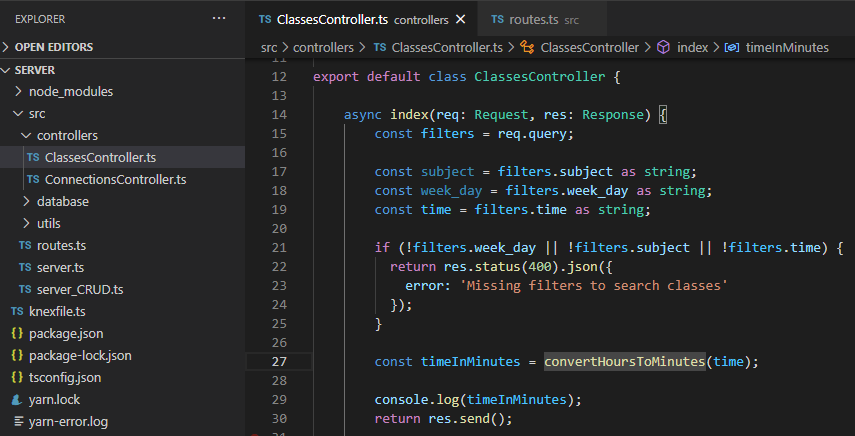 EXPLORER
···
OPEN EDITORS
SERVER
node_modules
src
controllers
TS ClassesController.ts
TS ConnectionsController.ts
database
utils
TS routes.ts
TS server.ts
TS server_CRUD.ts
TS knexfile.ts
{} package.json
{} package-lock.json
{} tsconfig.json
yarn.lock
yarn-error.log
TS ClassesController.ts controllers ×
TS routes.ts src
src > controllers > TS ClassesController.ts > ClassesController > index > timeInMinutes
11
12 export default class ClassesController {
13
14 async index(req: Request, res: Response) {
15 const filters = req.query;
16
17 const subject = filters.subject as string;
18 const week_day = filters.week_day as string;
19 const time = filters.time as string;
20
21 if (!filters.week_day || !filters.subject || !filters.time) {
22 return res.status(400).json({
23 error: 'Missing filters to search classes'
24 });
25 }
26
27 const timeInMinutes = convertHoursToMinutes(time);
28
29 console.log(timeInMinutes);
30 return res.send();
31